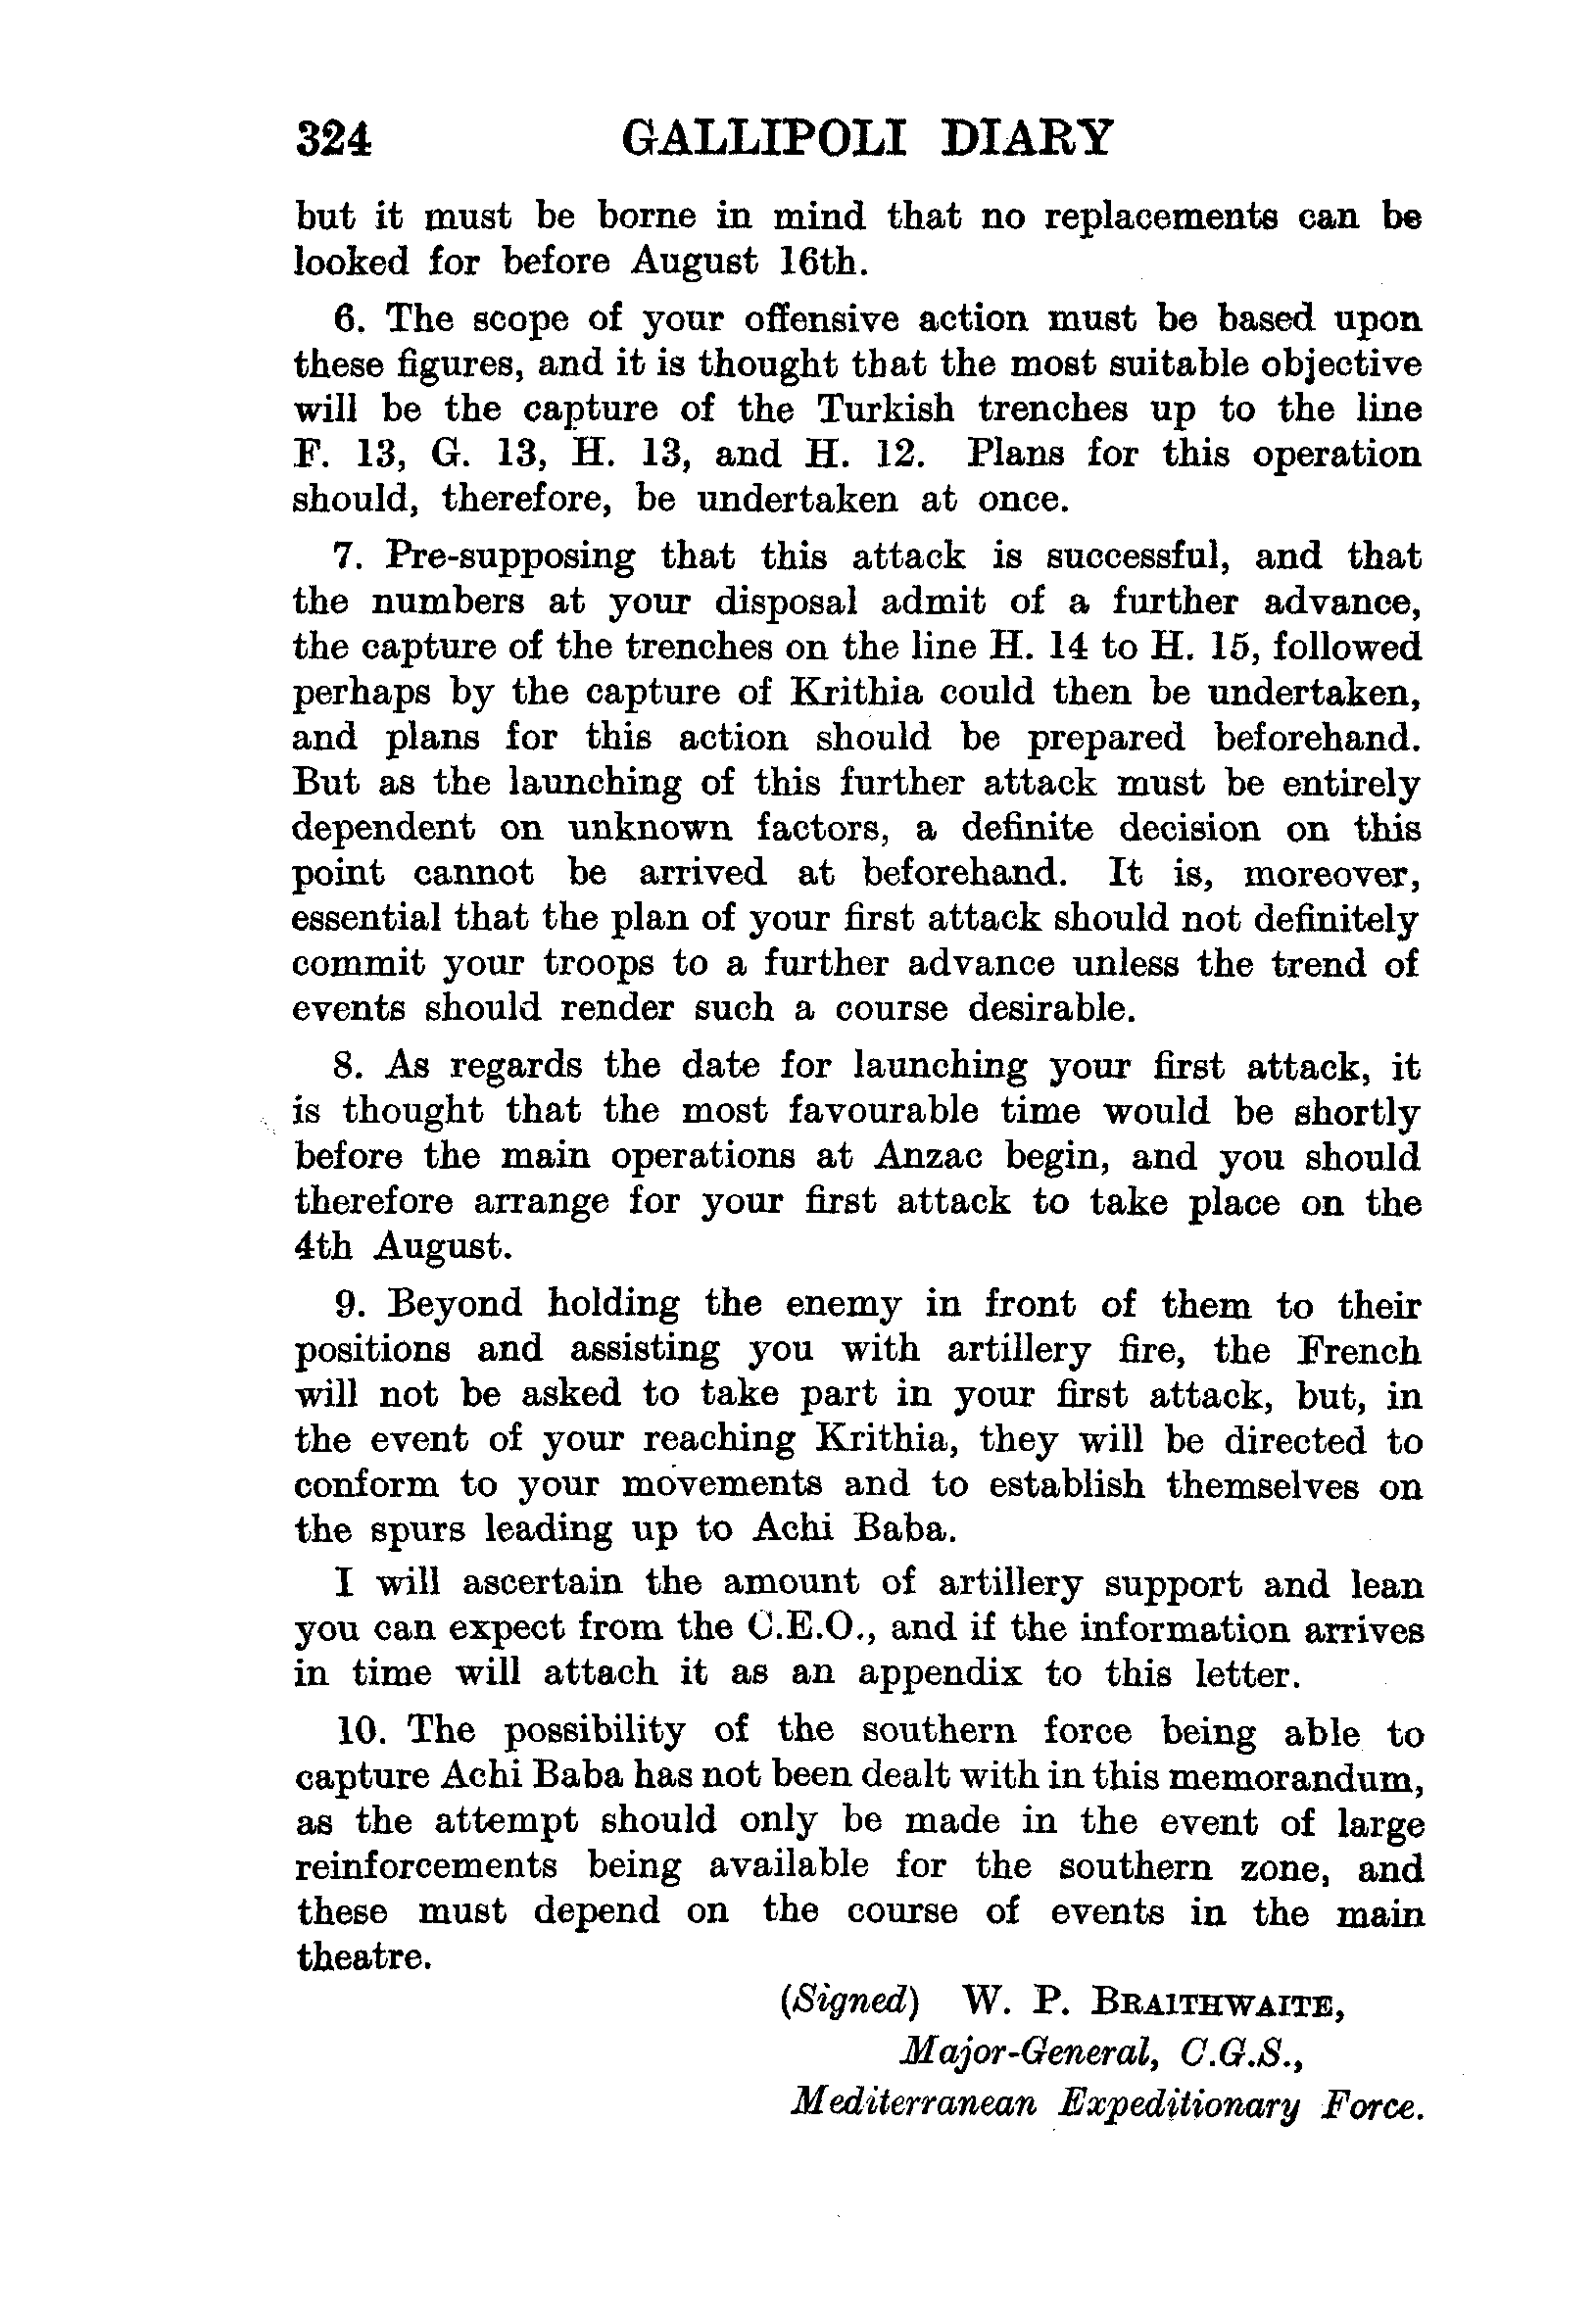 324 GALLIPOLI DIARY
but it must be borne in mind that no replacements can be
looked for before August 16th.
6. The scope of your offensive action must be based upon
these figures, and it is thought that the most suitable objective
will be the capture of the Turkish trenches up to the line
F. 13, G. 13, H. 13, and H. 12. Plans for this operation
should, therefore, be undertaken at once.
7. Pre-supposing that this attack is successful, and that
the numbers at your disposal admit of a further advance,
the capture of the trenches on the line H. 14 to H. 15, followed
perhaps by the capture of Krithia could then be undertaken,
and plans for this action should be prepared beforehand.
But as the launching of this further attack must be entirely
dependent on unknown factors, a definite decision on this
point cannot be arrived at beforehand. It is, moreover,
essential that the plan of your first attack should not definitely
commit your troops to a further advance unless the trend of
events should render such a course desirable.
8. As regards the date for launching your first attack, it
is thought that the most favourable time would be shortly
before the main operations at Anzac begin, and you should
therefore arrange for your first attack to take place on the
4th August.
9. Beyond holding the enemy in front of them to their
positions and assisting you with artillery fire, the French
will not be asked to take part in your first attack, but, in
the event of your reaching Krithia, they will be directed to
conform to your movements and to establish themselves on
the spurs leading up to Achi Baba.
I will ascertain the amount of artillery support and lean
you can expect from the C.E.O., and if the information arrives
in time will attach it as an appendix to this letter.
10. The possibility of the southern force being able to
capture Achi Baba has not been dealt with in this memorandum,
as the attempt should only be made in the event of large
reinforcements being available for the southern zone, and
these must depend on the course of events in the main
theatre.
(Signed) W. P. BRAITHWAITE,
Major-General, C.G.S.,
Mediterranean Expeditionary Force.